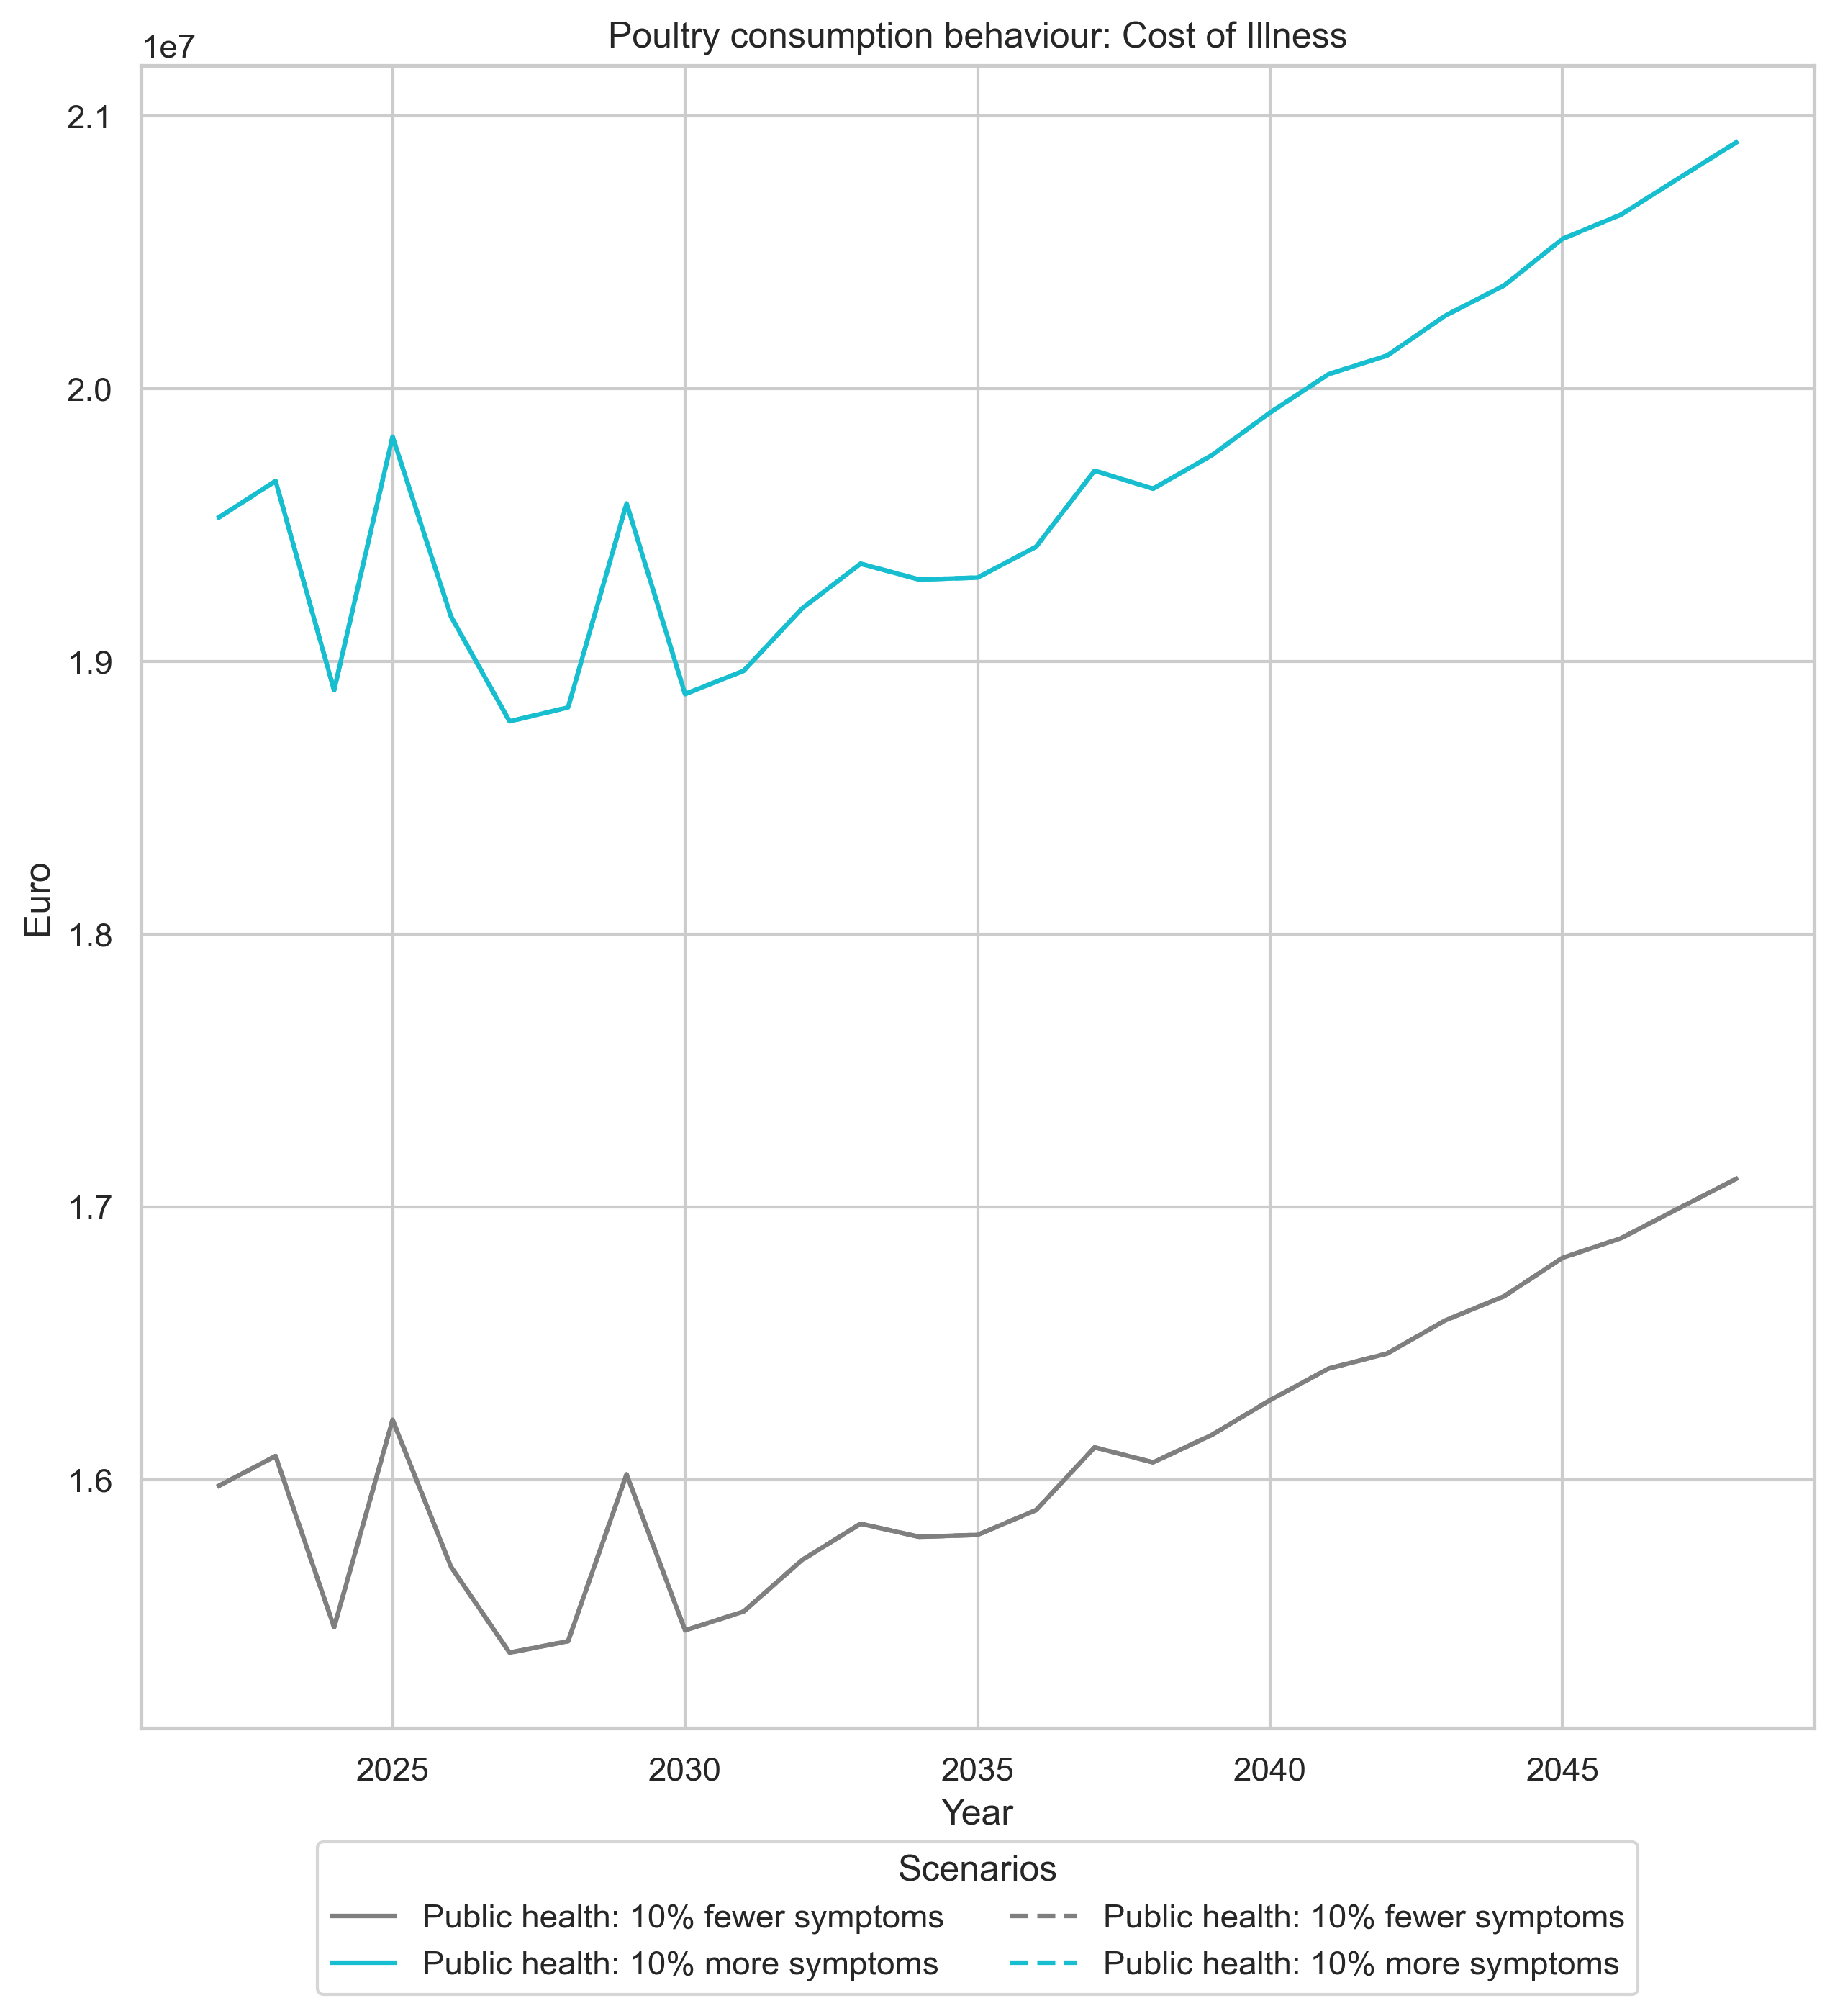 Poultry consumption behaviour: Cost of Illness
1e7
2.1
2.0
1.9
1.8
1.7
1.6
Euro
2025 2030 2035 2040 2045
Year
Scenarios
Public health: 10% fewer symptoms Public health: 10% fewer symptoms
Public health: 10% more symptoms Public health: 10% more symptoms